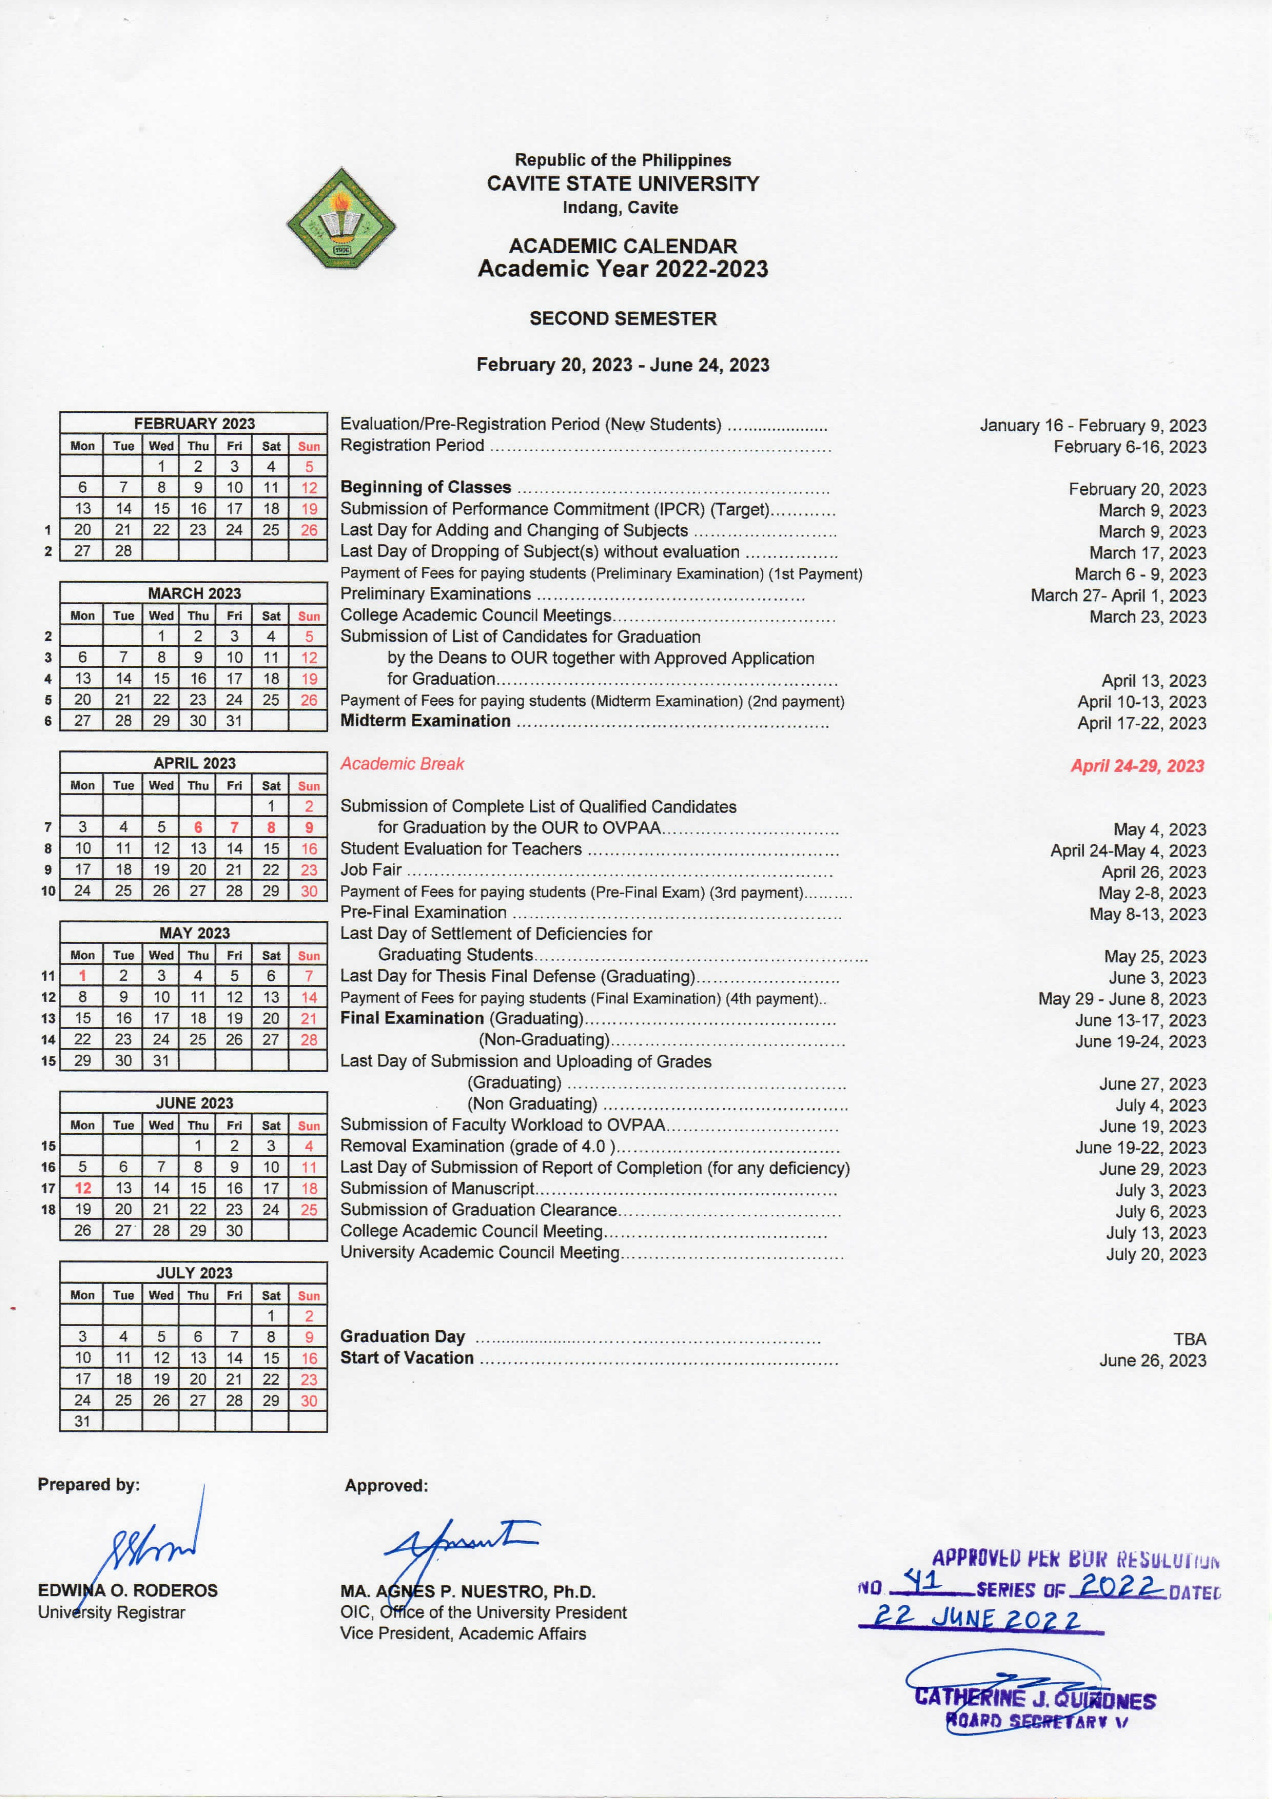 Republic of the Philippines
CAVITE STATE UNIVERSITY
Indang, Cavite
ACADEMIC CALENDAR
Academic Year 2022-2023
SECOND SEMESTER
February 20, 2023 - June 24, 2023
FEBRUARY 2023
Mon Tue Wed Thu Fri Sat Sun
1 2 3 4 5
6 7 8 9 10 11 12
13 14 15 16 17 18 19
1 20 21 22 23 24 25 26
2 27 28
MARCH 2023
Mon Tue Wed Thu Fri Sat Sun
2 1 2 3 4 5
3 6 7 8 9 10 11 12
4 13 14 15 16 17 18 19
5 20 21 22 23 24 25 26
6 27 28 29 30 31
APRIL 2023
Mon Tue Wed Thu Fri Sat Sun
1 2
7 3 4 5 6 7 8 9
8 10 11 12 13 14 15 16
9 17 18 19 20 21 22 23
10 24 25 26 27 28 29 30
MAY 2023
Mon Tue Wed Thu Fri Sat Sun
11 1 2 3 4 5 6 7
12 8 9 10 11 12 13 14
13 15 16 17 18 19 20 21
14 22 23 24 25 26 27 28
15 29 30 31
JUNE 2023
Mon Tue Wed Thu Fri Sat Sun
15 1 2 3 4
16 5 6 7 8 9 10 11
17 12 13 14 15 16 17 18
18 19 20 21 22 23 24 25
26 27 28 29 30
JULY 2023
Mon Tue Wed Thu Fri Sat Sun
1 2
3 4 5 6 7 8 9
10 11 12 13 14 15 16
17 18 19 20 21 22 23
24 25 26 27 28 29 30
31
Evaluation/Pre-Registration Period (New Students) .................... January 16 - February 9, 2023
Registration Period .................... February 6-16, 2023
Beginning of Classes .................... February 20, 2023
Submission of Performance Commitment (IPCR) (Target)............ March 9, 2023
Last Day for Adding and Changing of Subjects .................... March 9, 2023
Last Day of Dropping of Subject(s) without evaluation .................. March 17, 2023
Payment of Fees for paying students (Preliminary Examination) (1st Payment) March 6 - 9, 2023
Preliminary Examinations .................... March 27- April 1, 2023
College Academic Council Meetings.................... March 23, 2023
Submission of List of Candidates for Graduation
by the Deans to OUR together with Approved Application
for Graduation.................... April 13, 2023
Payment of Fees for paying students (Midterm Examination) (2nd payment) April 10-13, 2023
Midterm Examination .................... April 17-22, 2023
Academic Break April 24-29, 2023
Submission of Complete List of Qualified Candidates
for Graduation by the OUR to OVPAA.................... May 4, 2023
Student Evaluation for Teachers .................... April 24-May 4, 2023
Job Fair .................... April 26, 2023
Payment of Fees for paying students (Pre-Final Exam) (3rd payment)......... May 2-8, 2023
Pre-Final Examination .................... May 8-13, 2023
Last Day of Settlement of Deficiencies for
Graduating Students.................... May 25, 2023
Last Day for Thesis Final Defense (Graduating).................... June 3, 2023
Payment of Fees for paying students (Final Examination) (4th payment).. May 29 - June 8, 2023
Final Examination (Graduating).................... June 13-17, 2023
(Non-Graduating).................... June 19-24, 2023
Last Day of Submission and Uploading of Grades
(Graduating) .................... June 27, 2023
(Non Graduating) .................... July 4, 2023
Submission of Faculty Workload to OVPAA.................... June 19, 2023
Removal Examination (grade of 4.0 ).................... June 19-22, 2023
Last Day of Submission of Report of Completion (for any deficiency) June 29, 2023
Submission of Manuscript.................... July 3, 2023
Submission of Graduation Clearance.................... July 6, 2023
College Academic Council Meeting.................... July 13, 2023
University Academic Council Meeting.................... July 20, 2023
Graduation Day .................... TBA
Start of Vacation .................... June 26, 2023
Prepared by:
EDWINA O. RODEROS
University Registrar
Approved:
MA. AGNES P. NUESTRO, Ph.D.
OIC, Office of the University President
Vice President, Academic Affairs
APPROVED PER BOR RESOLUTION
NO 41 SERIES OF 2022 DATED
22 JUNE 2022
CATHERINE J. QUIÑONES
BOARD SECRETARY V